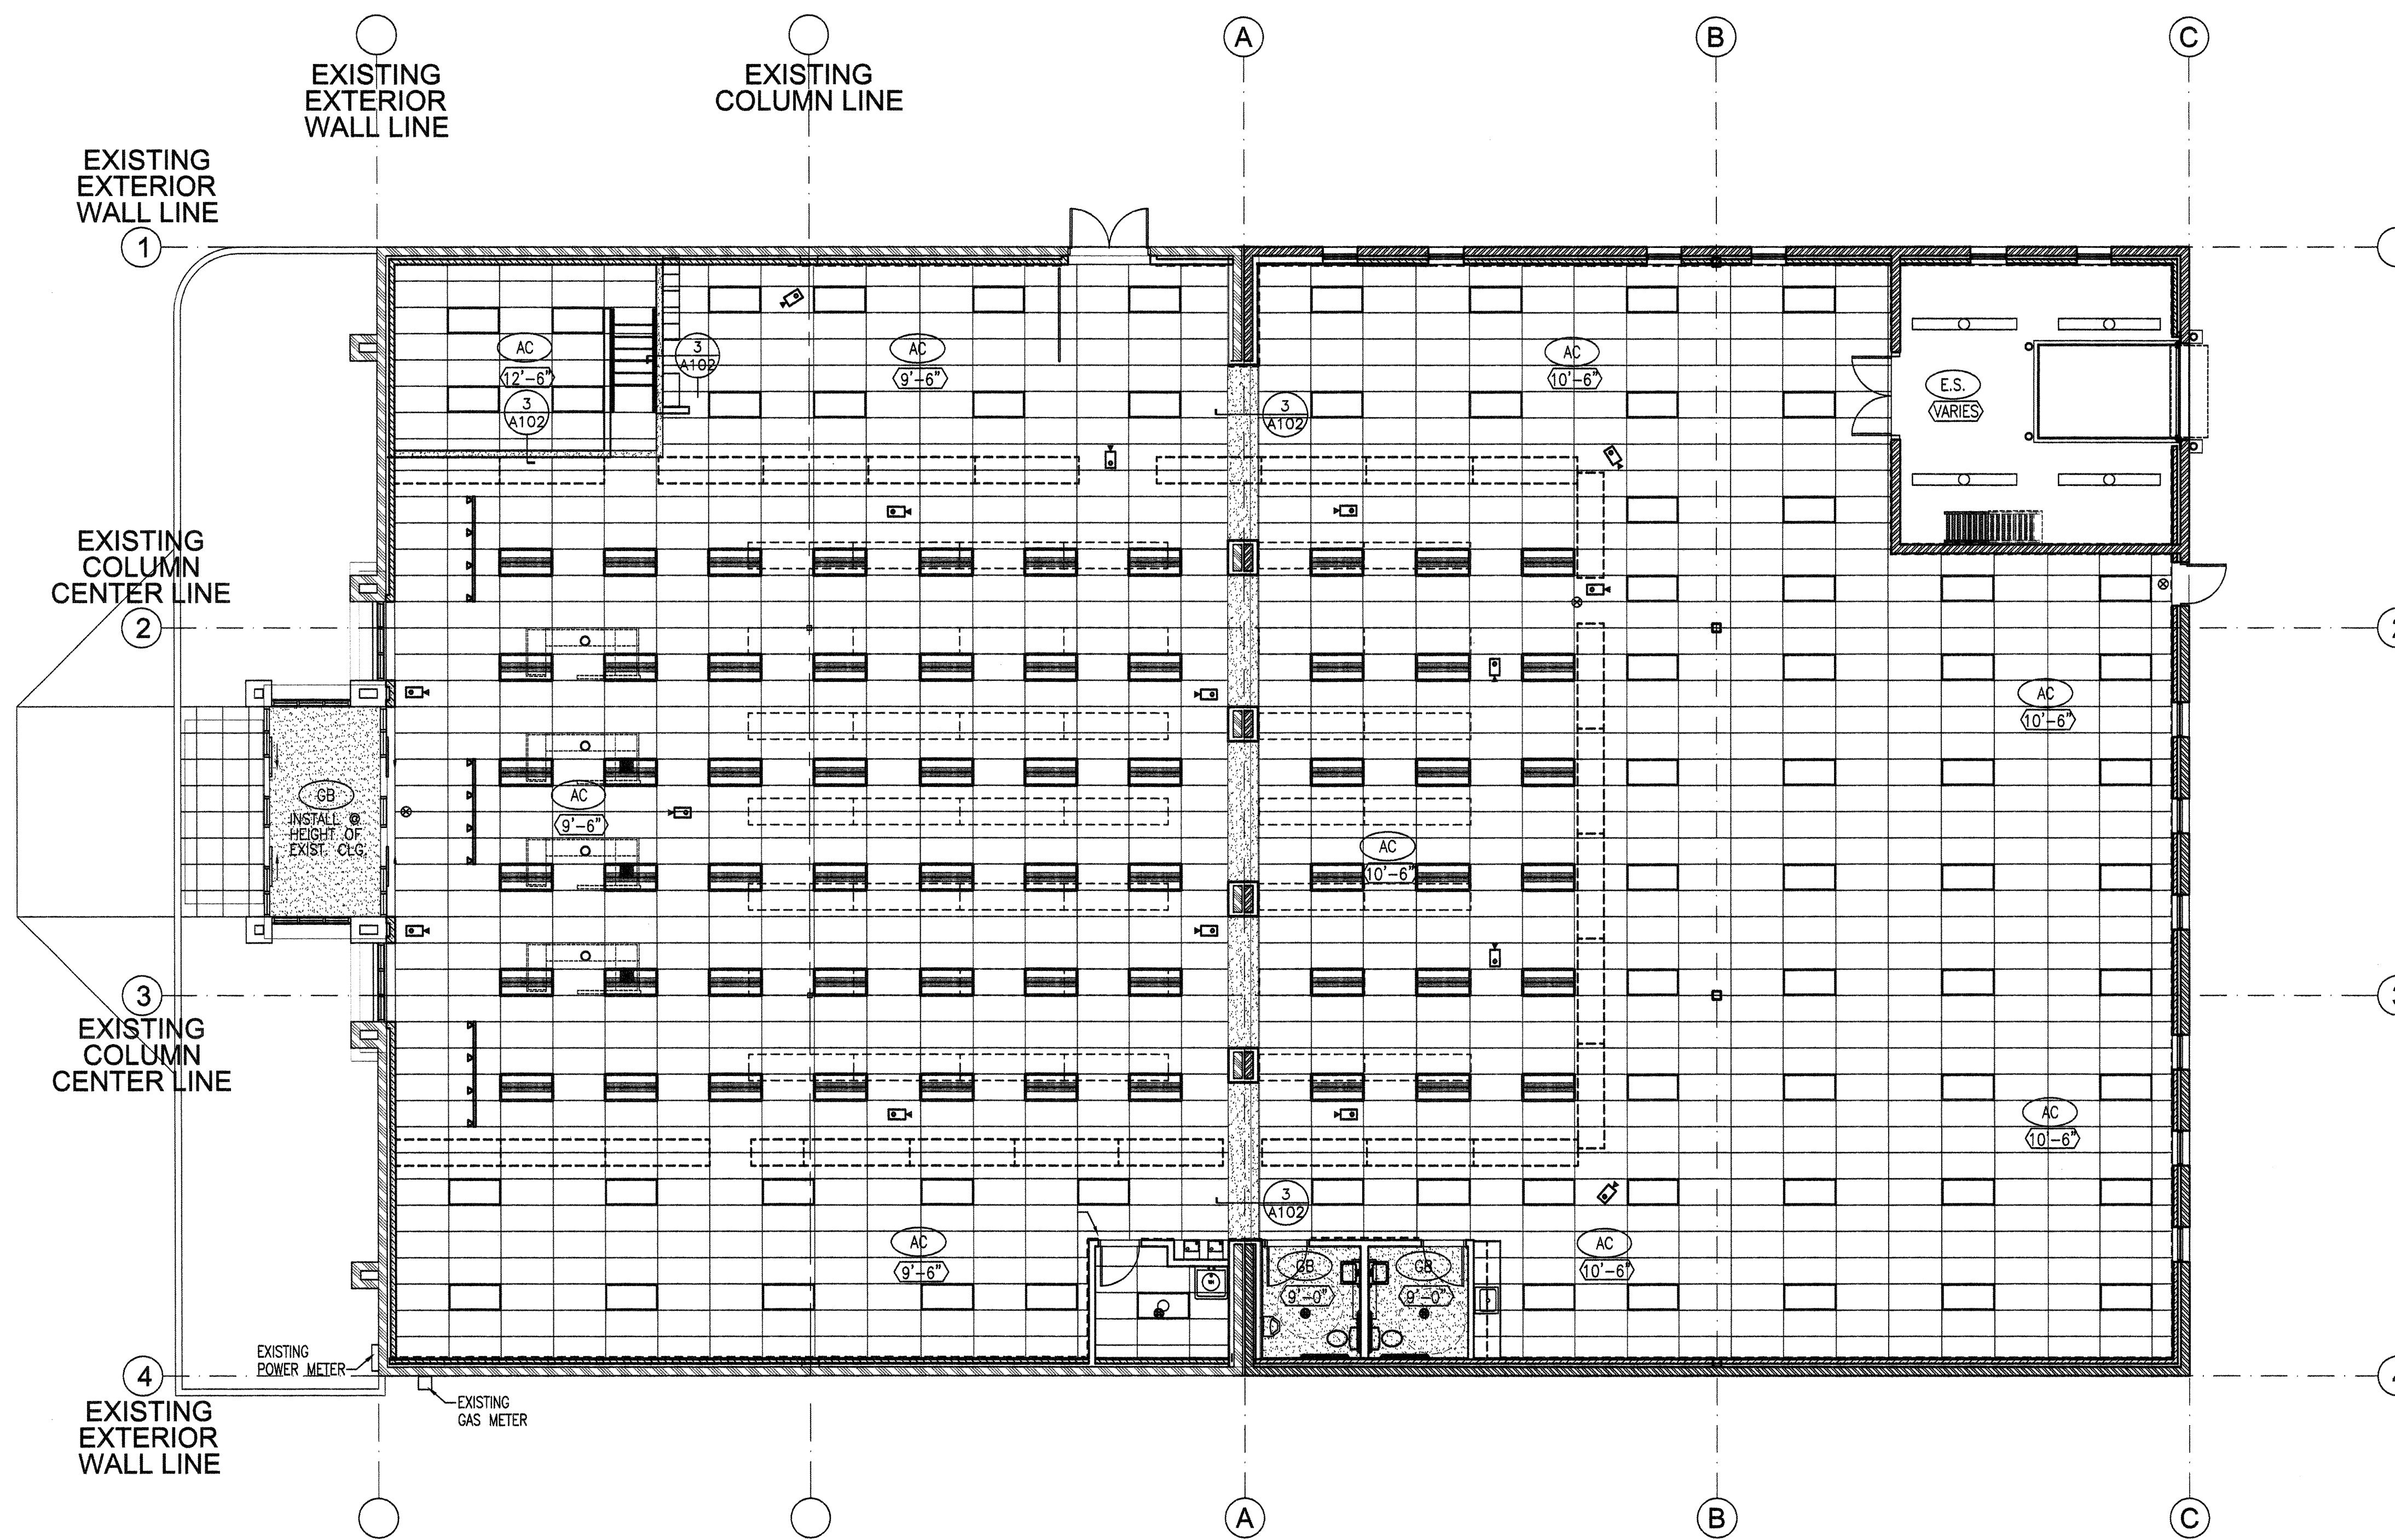 A
B
C
EXISTING
EXTERIOR
WALL LINE
EXISTING
COLUMN LINE
EXISTING
EXTERIOR
WALL LINE
1
AC
12'-6"
3
A102
3
A102
AC
9'-6"
3
A102
AC
10'-6"
E.S.
VARIES
EXISTING
COLUMN
CENTER LINE
2
2
AC
10'-6"
GB
INSTALL @
HEIGHT OF
EXIST. CLG.
AC
9'-6"
AC
10'-6"
3
3
EXISTING
COLUMN
CENTER LINE
AC
10'-6"
3
A102
AC
9'-6"
GB
9'-0"
GB
9'-0"
AC
10'-6"
EXISTING
POWER METER
4
EXISTING
GAS METER
EXISTING
EXTERIOR
WALL LINE
A
B
C